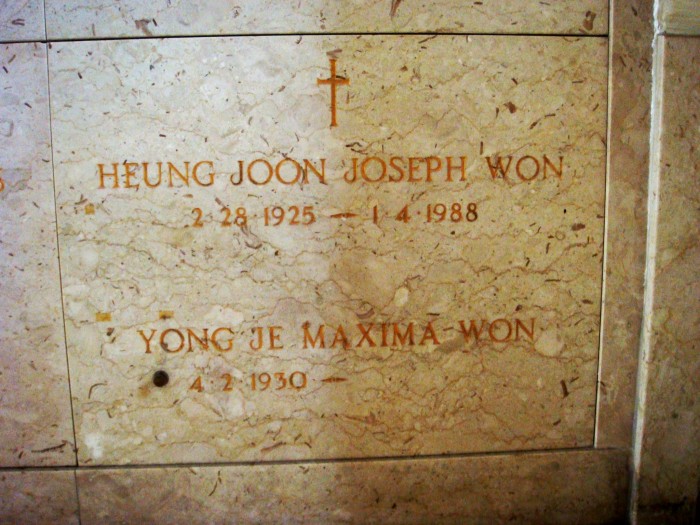 HEUNG JOON JOSEPH WON
2·28·1925 — 1·4·1988
YONG JE MAXIMA WON
4·2·1930 —